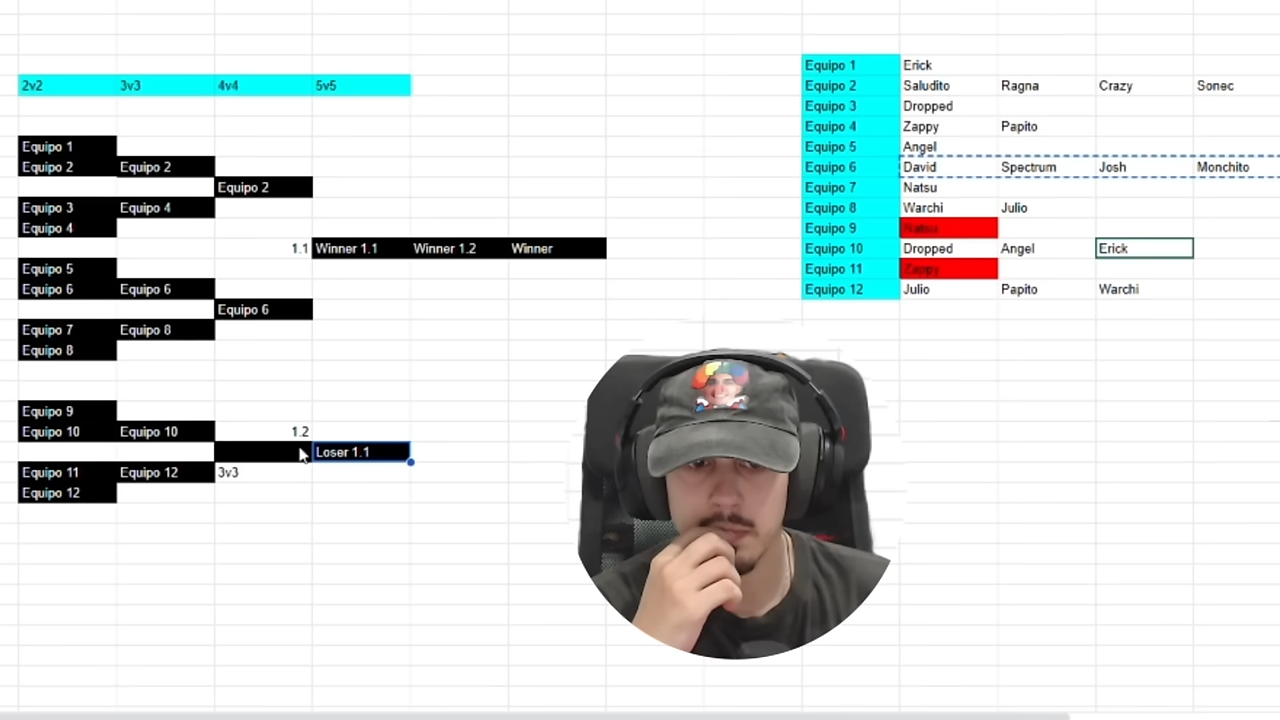 2v2 3v3 4v4 5v5
Equipo 1
Equipo 2 Equipo 2
Equipo 2
Equipo 3 Equipo 4
Equipo 4
1.1 Winner 1.1 Winner 1.2 Winner
Equipo 5
Equipo 6 Equipo 6
Equipo 6
Equipo 7 Equipo 8
Equipo 8
Equipo 9
Equipo 10 Equipo 10 1.2
Loser 1.1
Equipo 11 Equipo 12 3v3
Equipo 12
Equipo 1 Erick
Equipo 2 Saludito Ragna Crazy Sonec
Equipo 3 Dropped
Equipo 4 Zappy Papito
Equipo 5 Angel
Equipo 6 David Spectrum Josh Monchito
Equipo 7 Natsu
Equipo 8 Warchi Julio
Equipo 9 Natsu
Equipo 10 Dropped Angel Erick
Equipo 11 Zappy
Equipo 12 Julio Papito Warchi